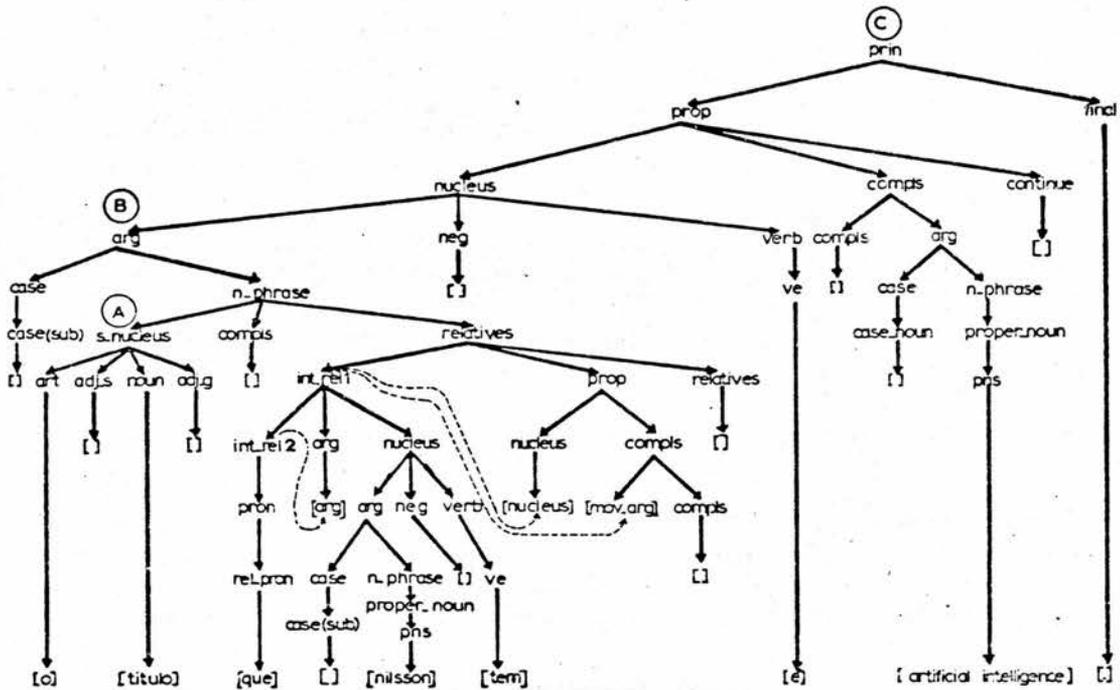 C
prin
prop final
nucleus compls continue
B
arg neg verb compls arg [ ]
case n_phrase [ ] ve [ ] case n_phrase
A
case(sub) s_nucleus compls relatives case_noun proper_noun
[ ] art adj_s noun adj_g [ ] int_rel1 prop relatives [ ] pns
[ ] [ ] int_rel2 arg nucleus nucleus compls [ ]
pron [arg] arg neg verb [nucleus] [mov_arg] compls
rel_pron case n_phrase [ ] ve [ ]
proper_noun
case(sub) pns
[o] [titulo] [que] [ ] [nilsson] [tem] [e] [artificial intelligence] [.]